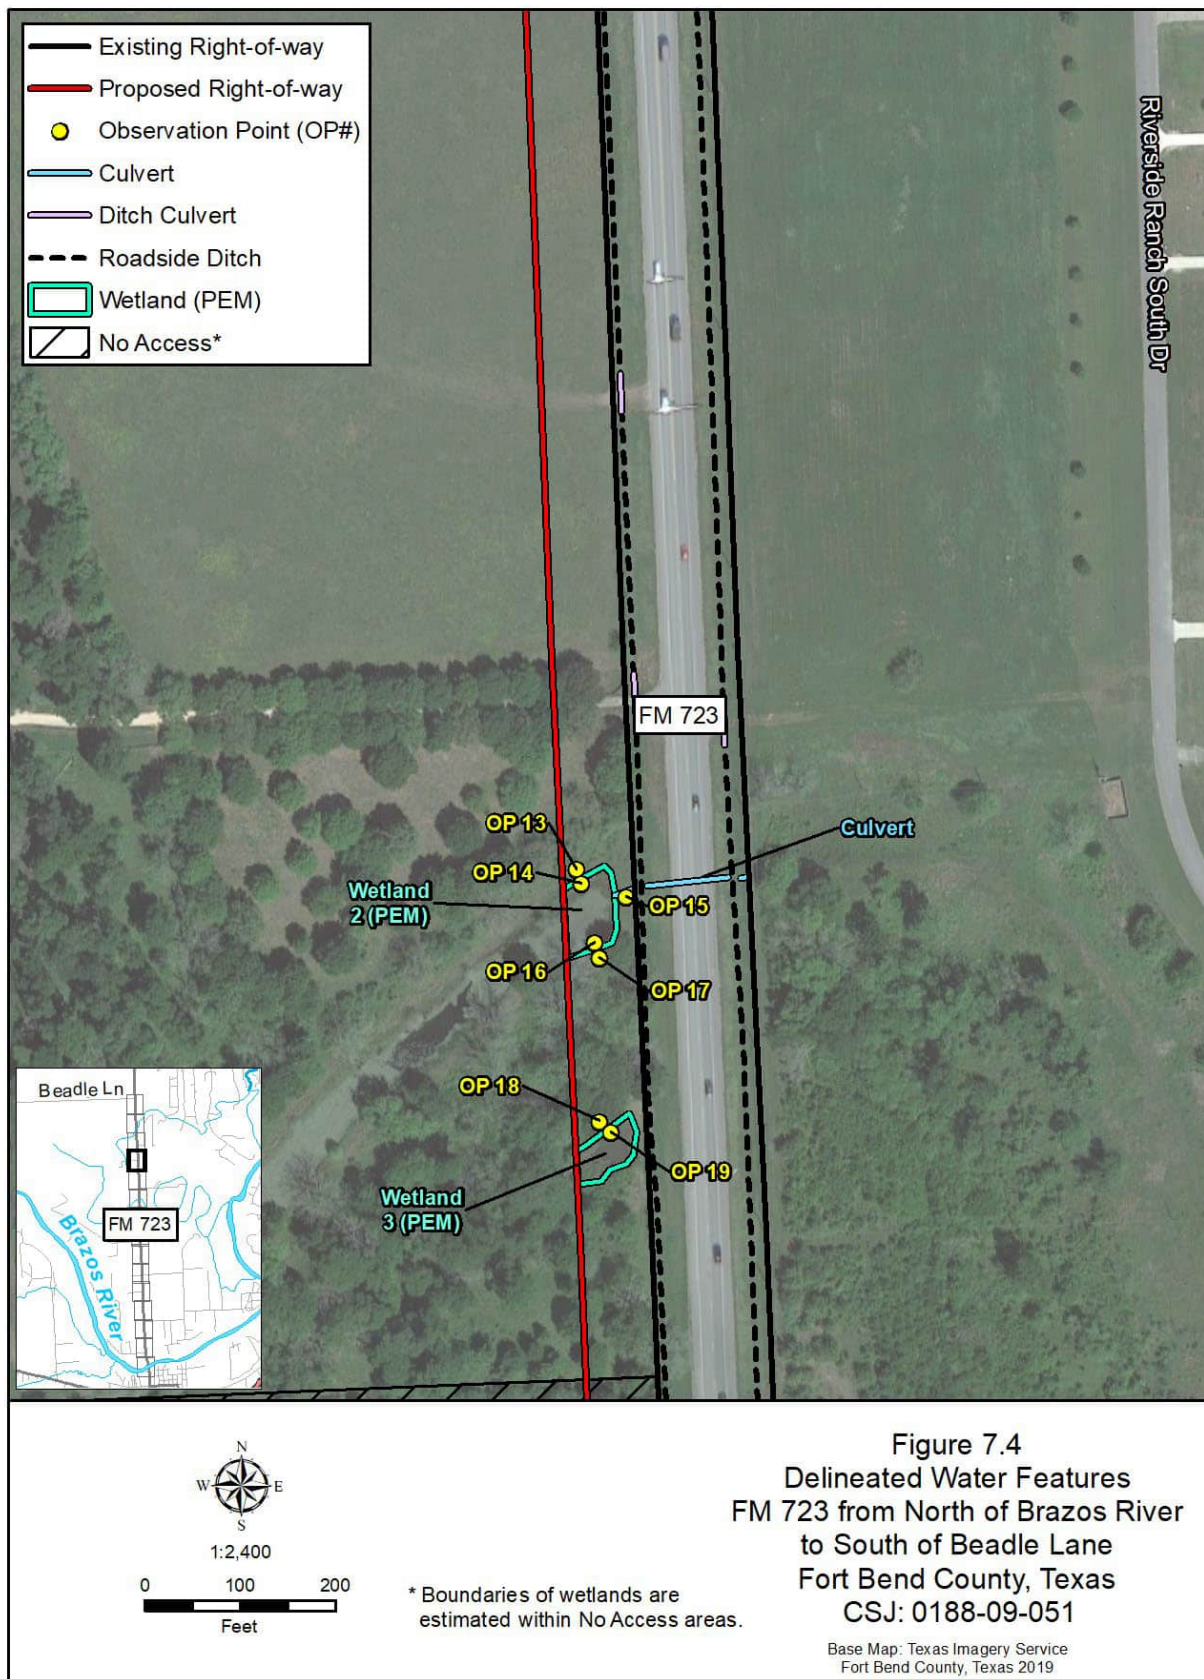 Existing Right-of-way
Proposed Right-of-way
Observation Point (OP#)
Culvert
Ditch Culvert
Roadside Ditch
Wetland (PEM)
No Access*
Riverside Ranch South Dr
FM 723
OP 13
Culvert
OP 14
Wetland
2 (PEM)
OP 15
OP 16
OP 17
OP 18
OP 19
Wetland
3 (PEM)
Beadle Ln
FM 723
Brazos River
N
W
E
S
1:2,400
0
100
200
Feet
* Boundaries of wetlands are
estimated within No Access areas.
Figure 7.4
Delineated Water Features
FM 723 from North of Brazos River
to South of Beadle Lane
Fort Bend County, Texas
CSJ: 0188-09-051
Base Map: Texas Imagery Service
Fort Bend County, Texas 2019